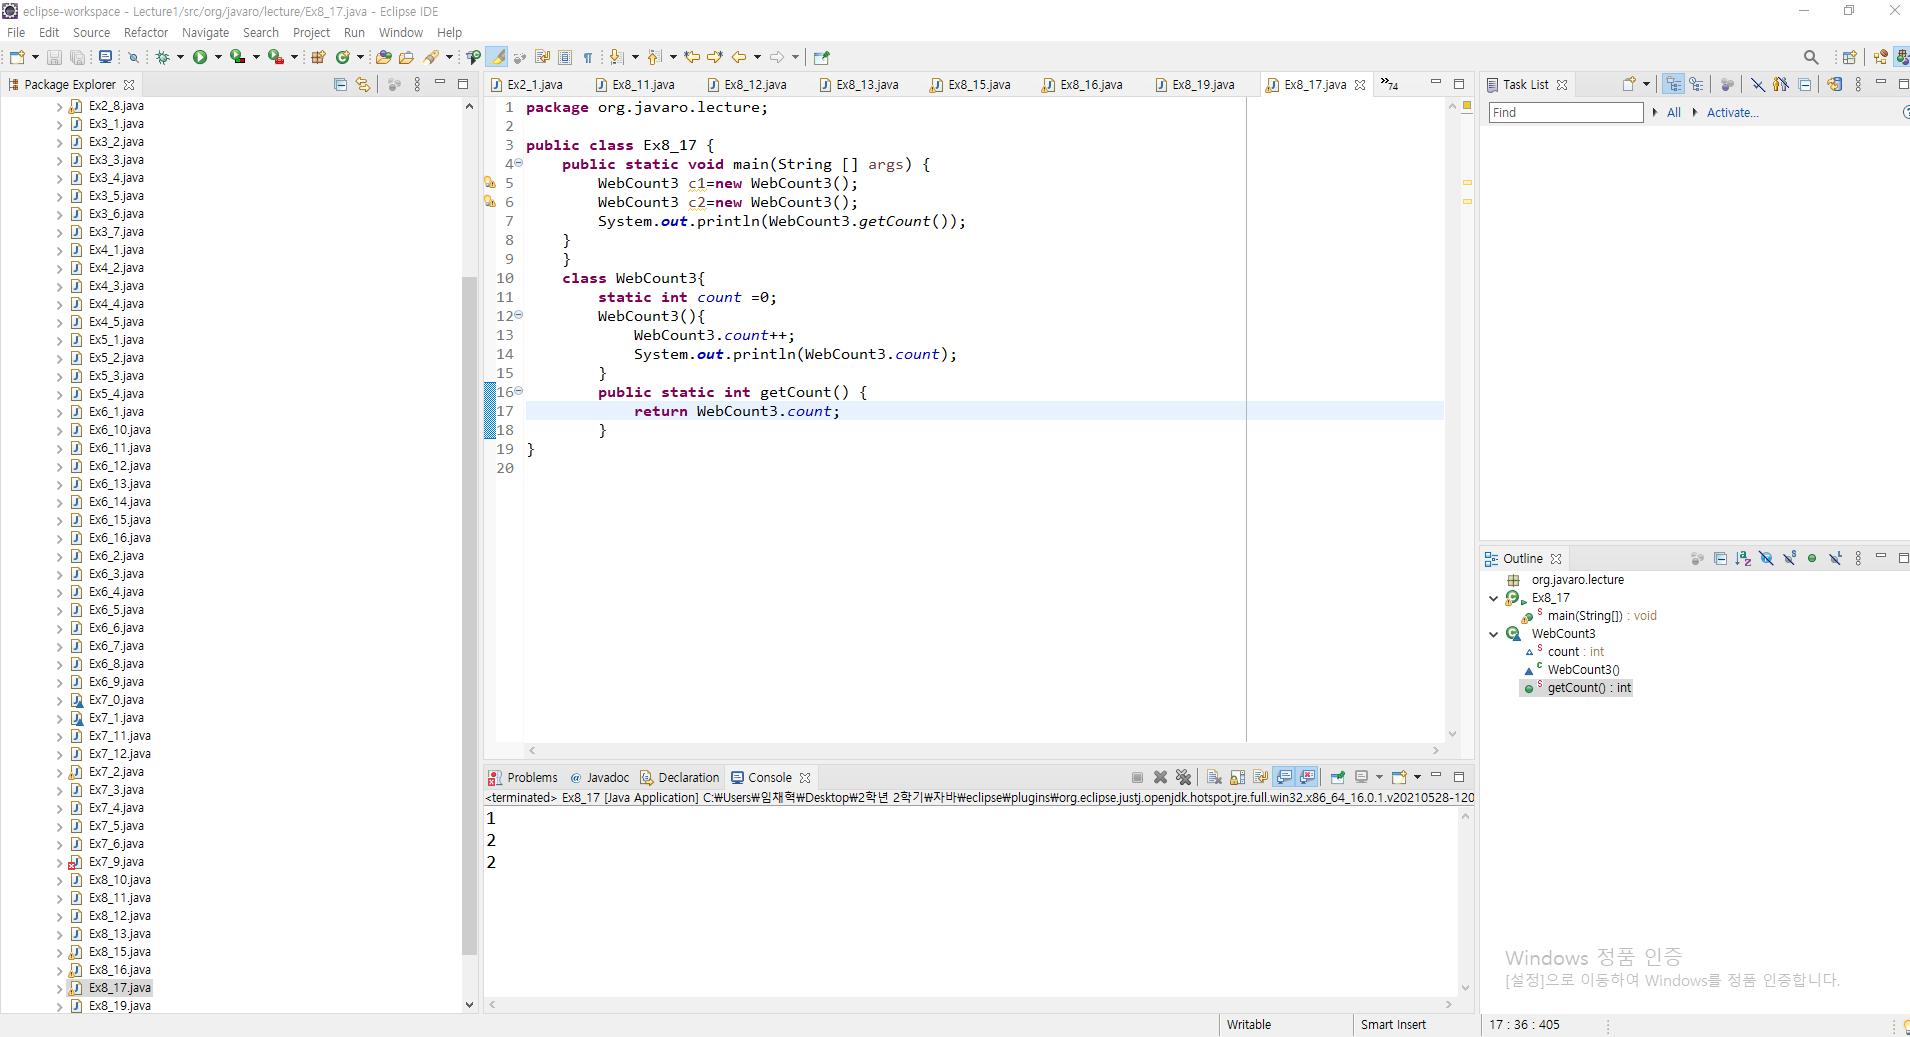 eclipse-workspace - Lecture1/src/org/javaro/lecture/Ex8_17.java - Eclipse IDE
File Edit Source Refactor Navigate Search Project Run Window Help
Package Explorer
Ex2_8.java
Ex3_1.java
Ex3_2.java
Ex3_3.java
Ex3_4.java
Ex3_5.java
Ex3_6.java
Ex3_7.java
Ex4_1.java
Ex4_2.java
Ex4_3.java
Ex4_4.java
Ex4_5.java
Ex5_1.java
Ex5_2.java
Ex5_3.java
Ex5_4.java
Ex6_1.java
Ex6_10.java
Ex6_11.java
Ex6_12.java
Ex6_13.java
Ex6_14.java
Ex6_15.java
Ex6_16.java
Ex6_2.java
Ex6_3.java
Ex6_4.java
Ex6_5.java
Ex6_6.java
Ex6_7.java
Ex6_8.java
Ex6_9.java
Ex7_0.java
Ex7_1.java
Ex7_11.java
Ex7_12.java
Ex7_2.java
Ex7_3.java
Ex7_4.java
Ex7_5.java
Ex7_6.java
Ex7_9.java
Ex8_10.java
Ex8_11.java
Ex8_12.java
Ex8_13.java
Ex8_15.java
Ex8_16.java
Ex8_17.java
Ex8_19.java
Ex2_1.java Ex8_11.java Ex8_12.java Ex8_13.java Ex8_15.java Ex8_16.java Ex8_19.java Ex8_17.java »74
1 package org.javaro.lecture;
2
3 public class Ex8_17 {
4 public static void main(String [] args) {
5 WebCount3 c1=new WebCount3();
6 WebCount3 c2=new WebCount3();
7 System.out.println(WebCount3.getCount());
8 }
9 }
10 class WebCount3{
11 static int count =0;
12 WebCount3(){
13 WebCount3.count++;
14 System.out.println(WebCount3.count);
15 }
16 public static int getCount() {
17 return WebCount3.count;
18 }
19 }
20
Problems @ Javadoc Declaration Console
<terminated> Ex8_17 [Java Application] C:₩Users₩임채혁₩Desktop₩2학년 2학기₩자바₩eclipse₩plugins₩org.eclipse.justj.openjdk.hotspot.jre.full.win32.x86_64_16.0.1.v20210528-120
1
2
2
Task List
Find All Activate...
Outline
org.javaro.lecture
Ex8_17
main(String[]) : void
WebCount3
count : int
WebCount3()
getCount() : int
Windows 정품 인증
[설정]으로 이동하여 Windows를 정품 인증합니다.
Writable Smart Insert 17 : 36 : 405